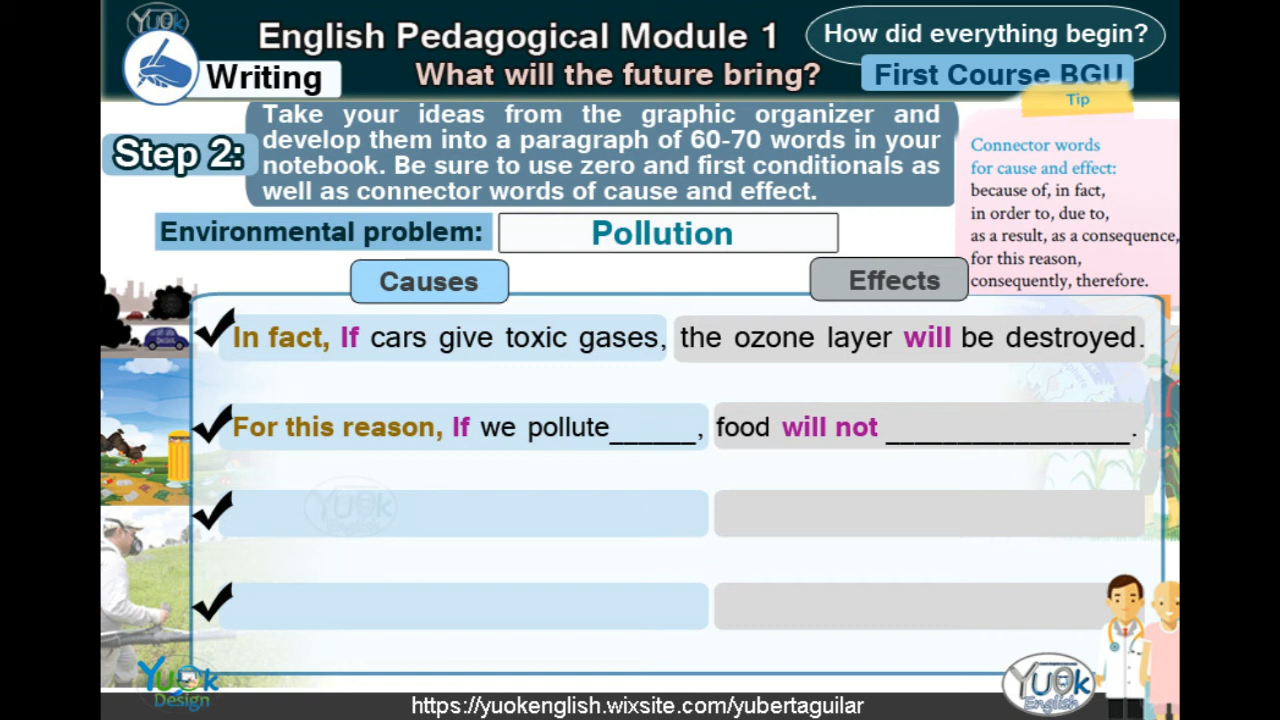 YUOk
English Pedagogical Module 1
How did everything begin?
Writing
What will the future bring?
First Course BGU
Tip
Step 2:
Take your ideas from the graphic organizer and
develop them into a paragraph of 60-70 words in your
notebook. Be sure to use zero and first conditionals as
well as connector words of cause and effect.
Connector words
for cause and effect:
because of, in fact,
in order to, due to,
as a result, as a consequence,
for this reason,
consequently, therefore.
Environmental problem:
Pollution
Causes
Effects
In fact, If cars give toxic gases, the ozone layer will be destroyed.
For this reason, If we pollute______, food will not _________________.
YUOk
YUOk
Design
YUOk
English
https://yuokenglish.wixsite.com/yubertaguilar